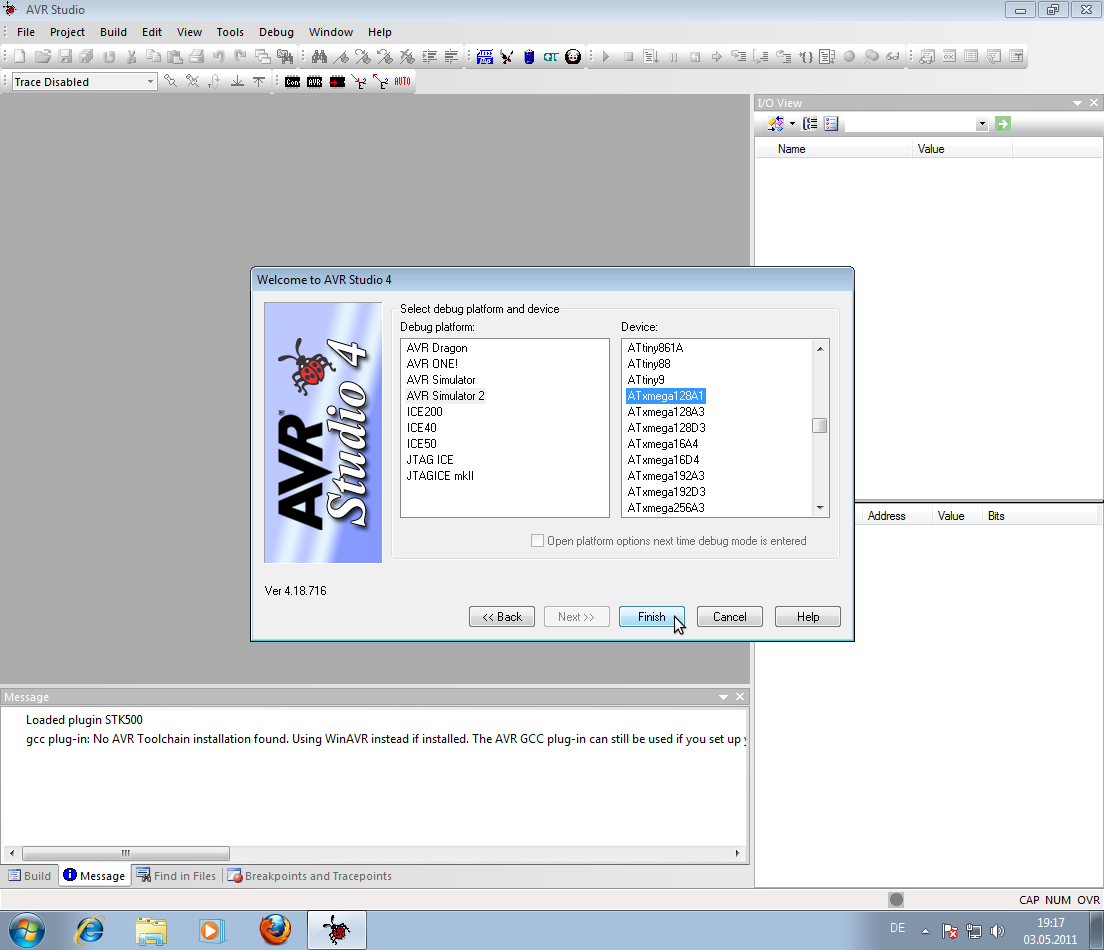 AVR Studio
File Project Build Edit View Tools Debug Window Help
Trace Disabled
Con AVR AUTO
I/O View
Name Value
Welcome to AVR Studio 4
Select debug platform and device
Debug platform: Device:
AVR Dragon
AVR ONE!
AVR Simulator
AVR Simulator 2
ICE200
ICE40
ICE50
JTAG ICE
JTAGICE mkII
ATtiny861A
ATtiny88
ATtiny9
ATxmega128A1
ATxmega128A3
ATxmega128D3
ATxmega16A4
ATxmega16D4
ATxmega192A3
ATxmega192D3
ATxmega256A3
AVR®
Studio 4
Open platform options next time debug mode is entered
Ver 4.18.716
<< Back Next >> Finish Cancel Help
Address Value Bits
Message
Loaded plugin STK500
gcc plug-in: No AVR Toolchain installation found. Using WinAVR instead if installed. The AVR GCC plug-in can still be used if you set up
Build Message Find in Files Breakpoints and Tracepoints
CAP NUM OVR
DE
19:17
03.05.2011